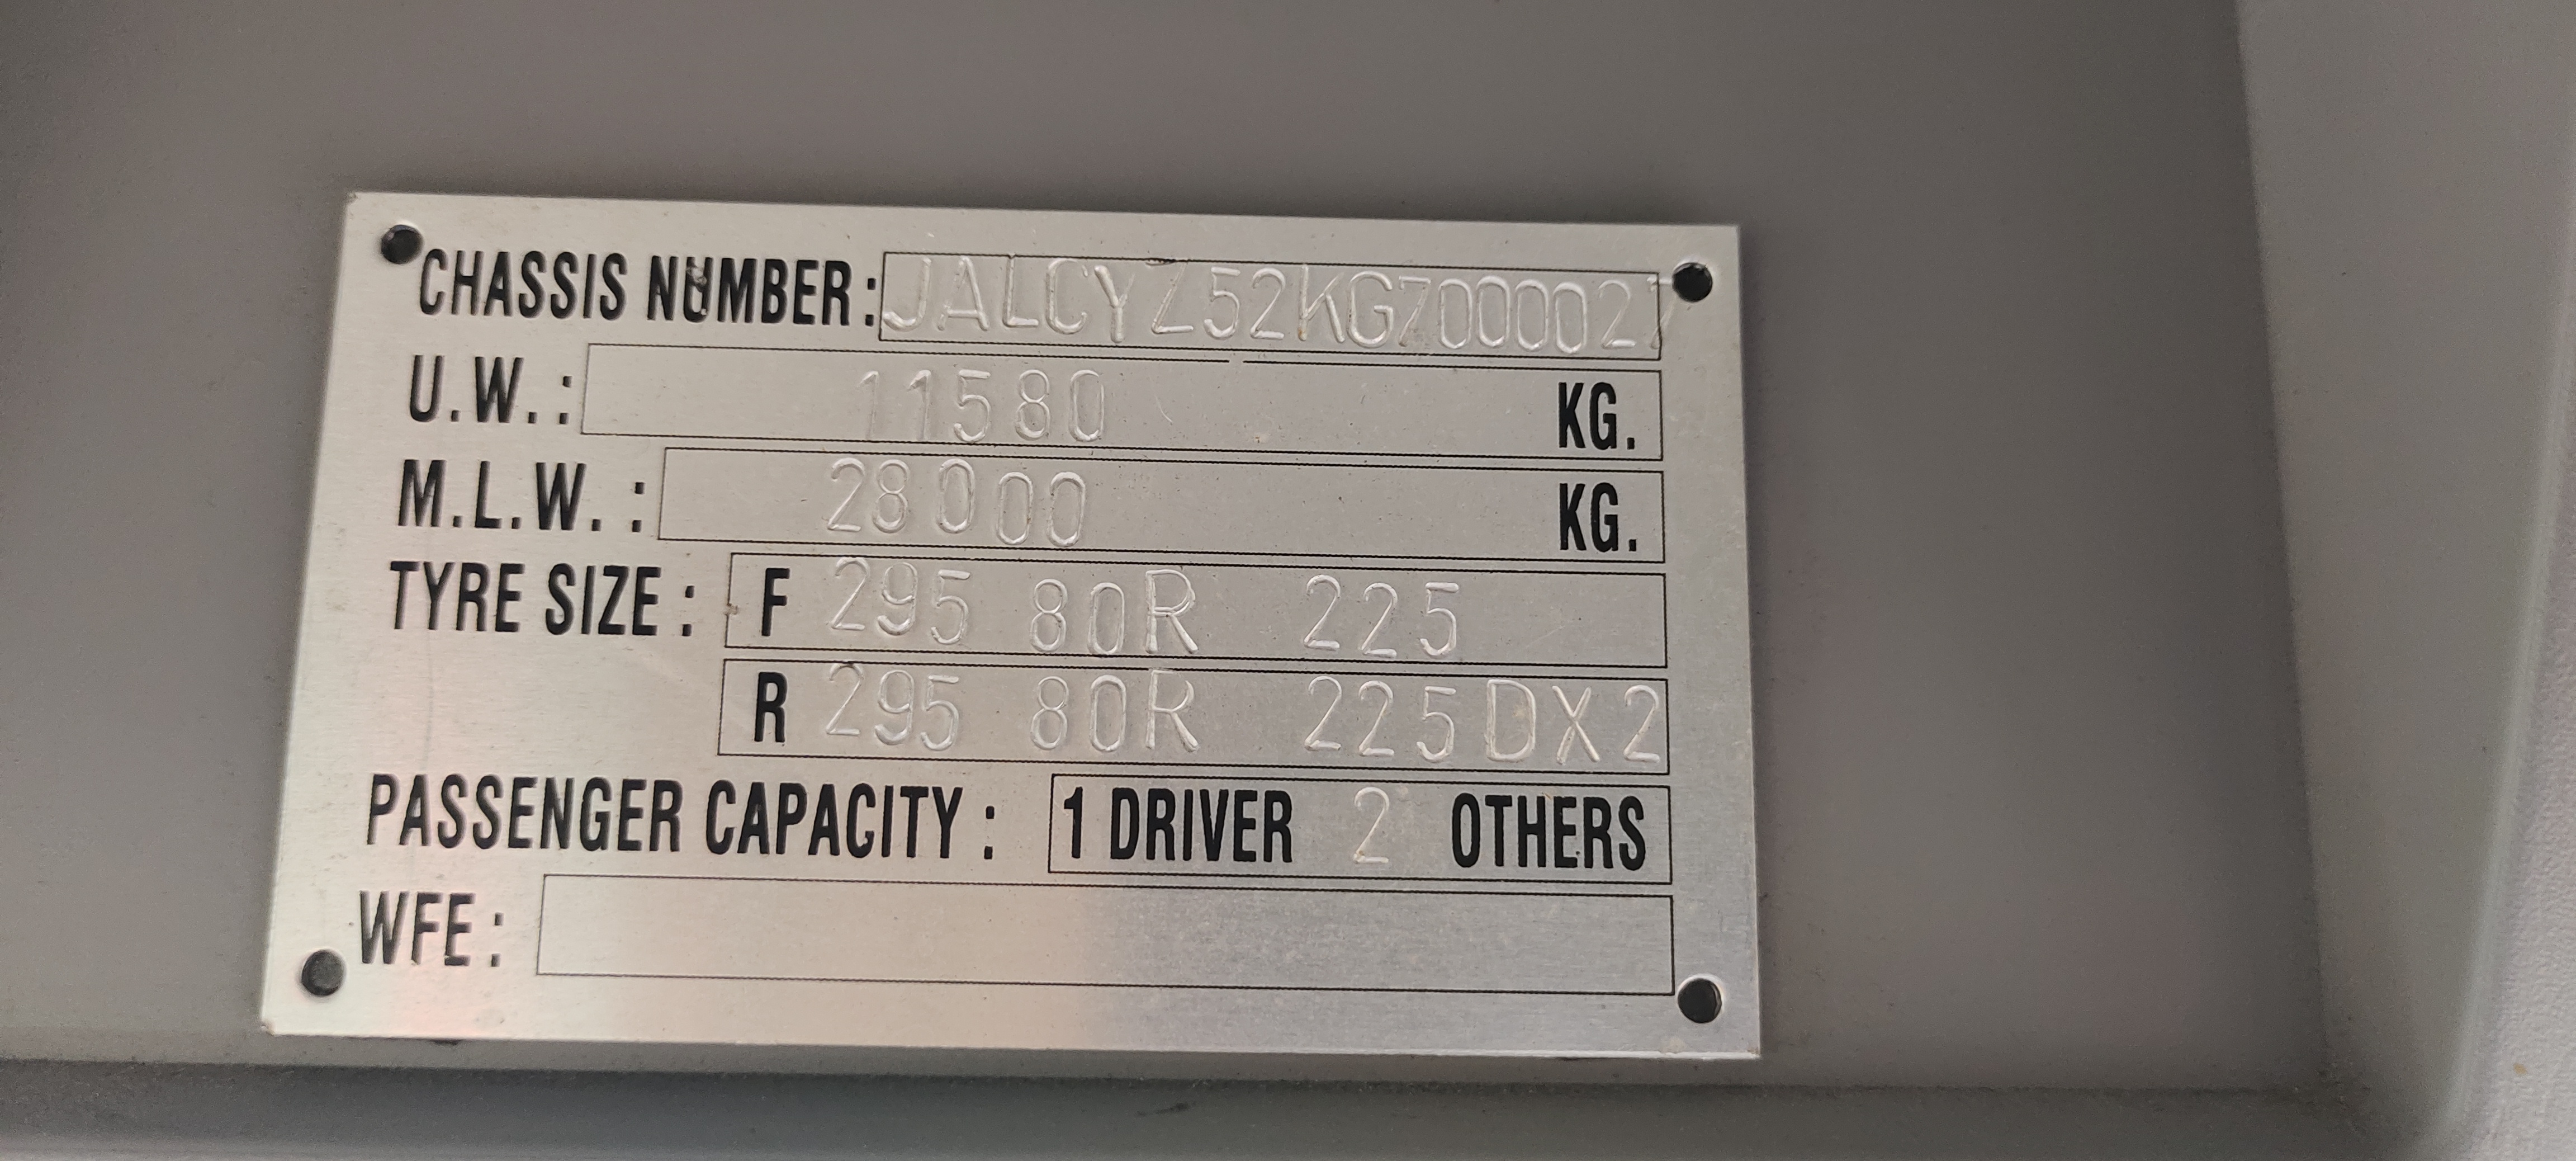 CHASSIS NUMBER: JALCYZ52KG7000027
U.W.: 11580 KG.
M.L.W. : 28000 KG.
TYRE SIZE : F 295 80R 225
R 295 80R 225DX2
PASSENGER CAPACITY : 1 DRIVER 2 OTHERS
WFE :